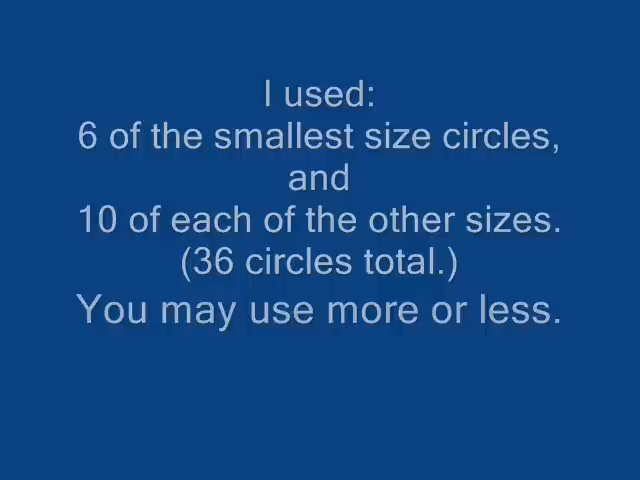 I used:
6 of the smallest size circles,
and
10 of each of the other sizes.
(36 circles total.)
You may use more or less.